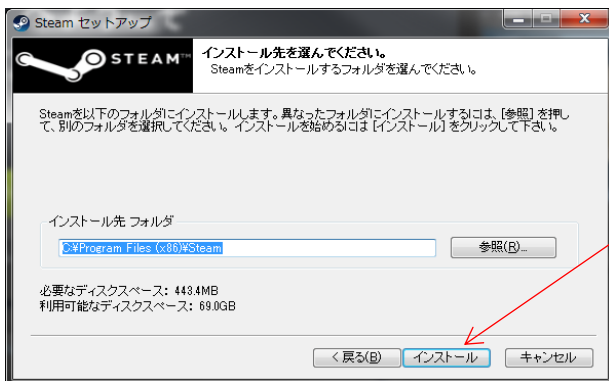 Steam セットアップ
STEAM™
インストール先を選んでください。
Steamをインストールするフォルダを選んでください。
Steamを以下のフォルダにインストールします。異なったフォルダにインストールするには、[参照] を押し
て、別のフォルダを選択してください。インストールを始めるには [インストール] をクリックして下さい。
インストール先 フォルダ
C:¥Program Files (x86)¥Steam
参照(R)...
必要なディスクスペース: 443.4MB
利用可能なディスクスペース: 69.0GB
< 戻る(B)
インストール
キャンセル